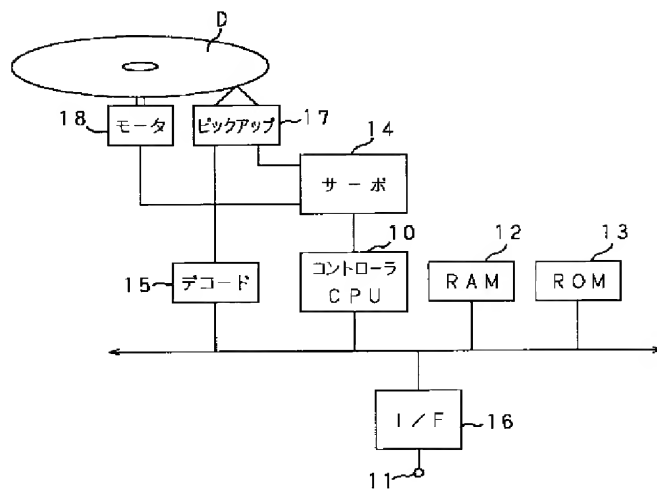 D
18
モータ
ピックアップ
17
14
サーボ
10
12
13
15
デコード
コントローラ
CPU
RAM
ROM
I/F
16
11